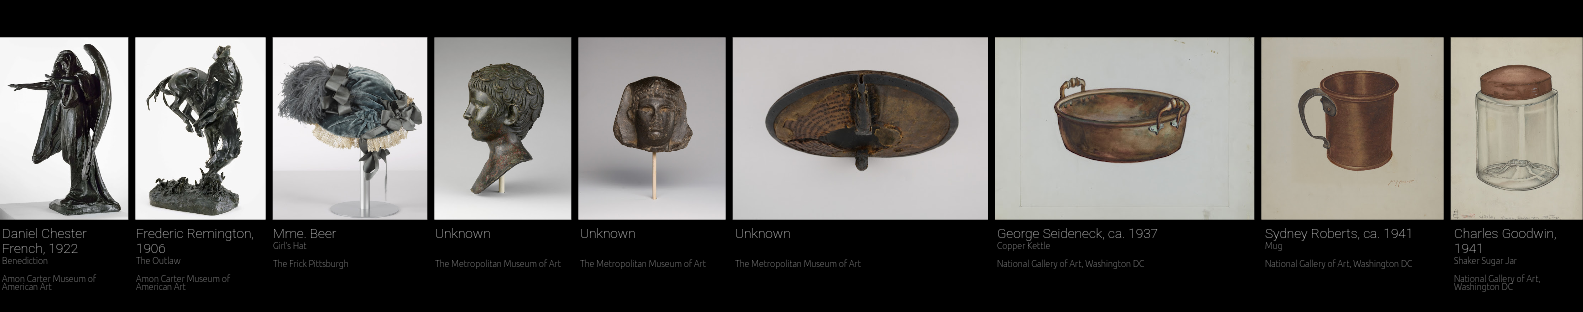 Daniel Chester
French, 1922
Benediction
Amon Carter Museum of
American Art
Frederic Remington,
1906
The Outlaw
Amon Carter Museum of
American Art
Mme. Beer
Girl's Hat
The Frick Pittsburgh
Unknown
The Metropolitan Museum of Art
Unknown
The Metropolitan Museum of Art
Unknown
The Metropolitan Museum of Art
George Seideneck, ca. 1937
Copper Kettle
National Gallery of Art, Washington DC
Sydney Roberts, ca. 1941
Mug
National Gallery of Art, Washington DC
Charles Goodwin,
1941
Shaker Sugar Jar
National Gallery of Art,
Washington DC